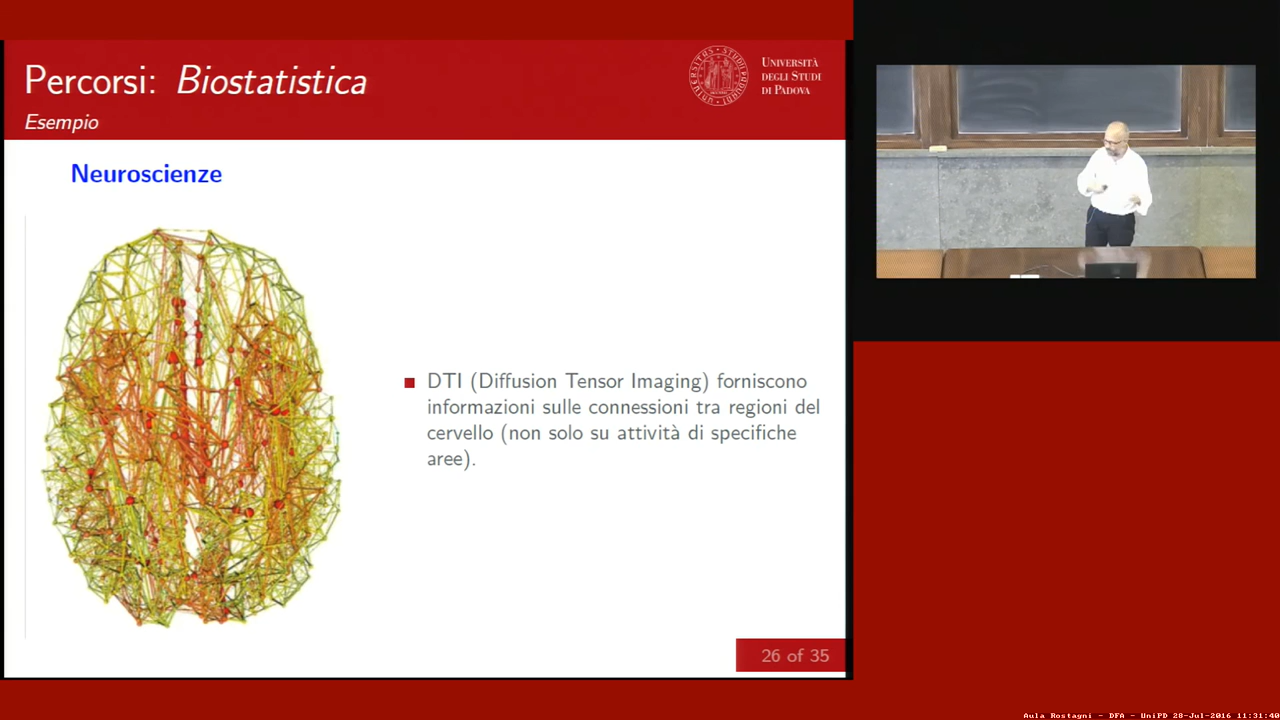 Percorsi: Biostatistica
Esempio
Università
degli Studi
di Padova
Neuroscienze
DTI (Diffusion Tensor Imaging) forniscono
informazioni sulle connessioni tra regioni del
cervello (non solo su attività di specifiche
aree).
26 of 35
Aula Rostagni - DFA - UniPD 28-Jul-2016 11:31:40